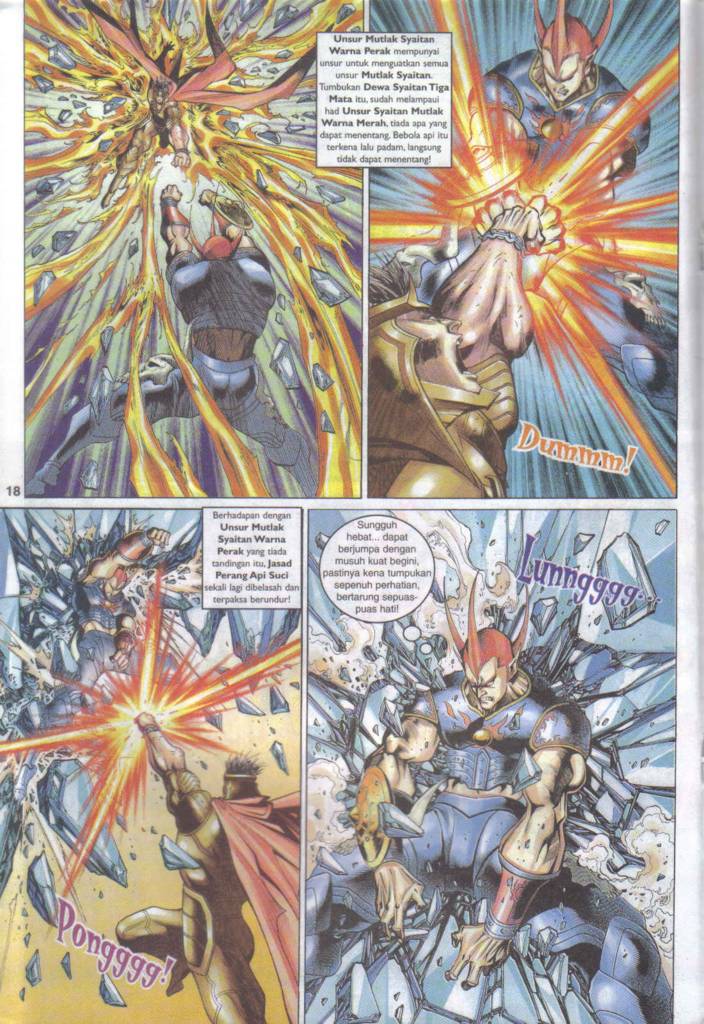 Unsur Mutlak Syaitan
Warna Perak mempunyai
unsur untuk menguatkan semua
unsur Mutlak Syaitan.
Tumbukan Dewa Syaitan Tiga
Mata itu, sudah melampaui
had Unsur Syaitan Mutlak
Warna Merah, tiada apa yang
dapat menentang. Bebola api itu
terkena lalu padam, langsung
tidak dapat menentang!
Dummm!
18
Berhadapan dengan
Unsur Mutlak
Syaitan Warna
Perak yang tiada
tandingan itu, Jasad
Perang Api Suci
sekali lagi dibelasah dan
terpaksa berundur!
Pongggg!
Sungguh
hebat... dapat
berjumpa dengan
musuh kuat begini,
pastinya kena tumpukan
sepenuh perhatian,
bertarung sepuas-
puas hati!
Lunngggg...